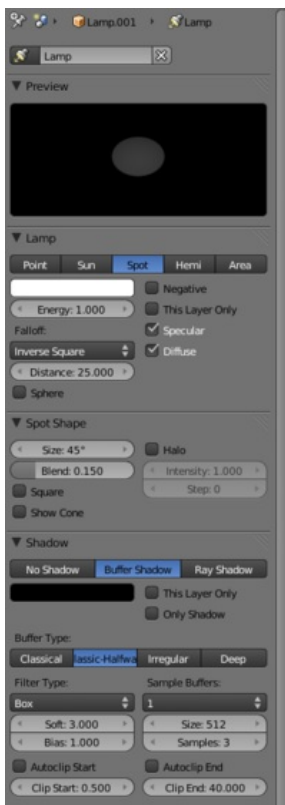 Lamp.001 Lamp
Lamp
Preview
Lamp
Point Sun Spot Hemi Area
Negative
Energy: 1.000 This Layer Only
Falloff: Specular
Inverse Square Diffuse
Distance: 25.000
Sphere
Spot Shape
Size: 45° Halo
Blend: 0.150 Intensity: 1.000
Square Step: 0
Show Cone
Shadow
No Shadow Buffer Shadow Ray Shadow
This Layer Only
Only Shadow
Buffer Type:
Classical lassic-Halfwa Irregular Deep
Filter Type: Sample Buffers:
Box 1
Soft: 3.000 Size: 512
Bias: 1.000 Samples: 3
Autoclip Start Autoclip End
Clip Start: 0.500 Clip End: 40.000